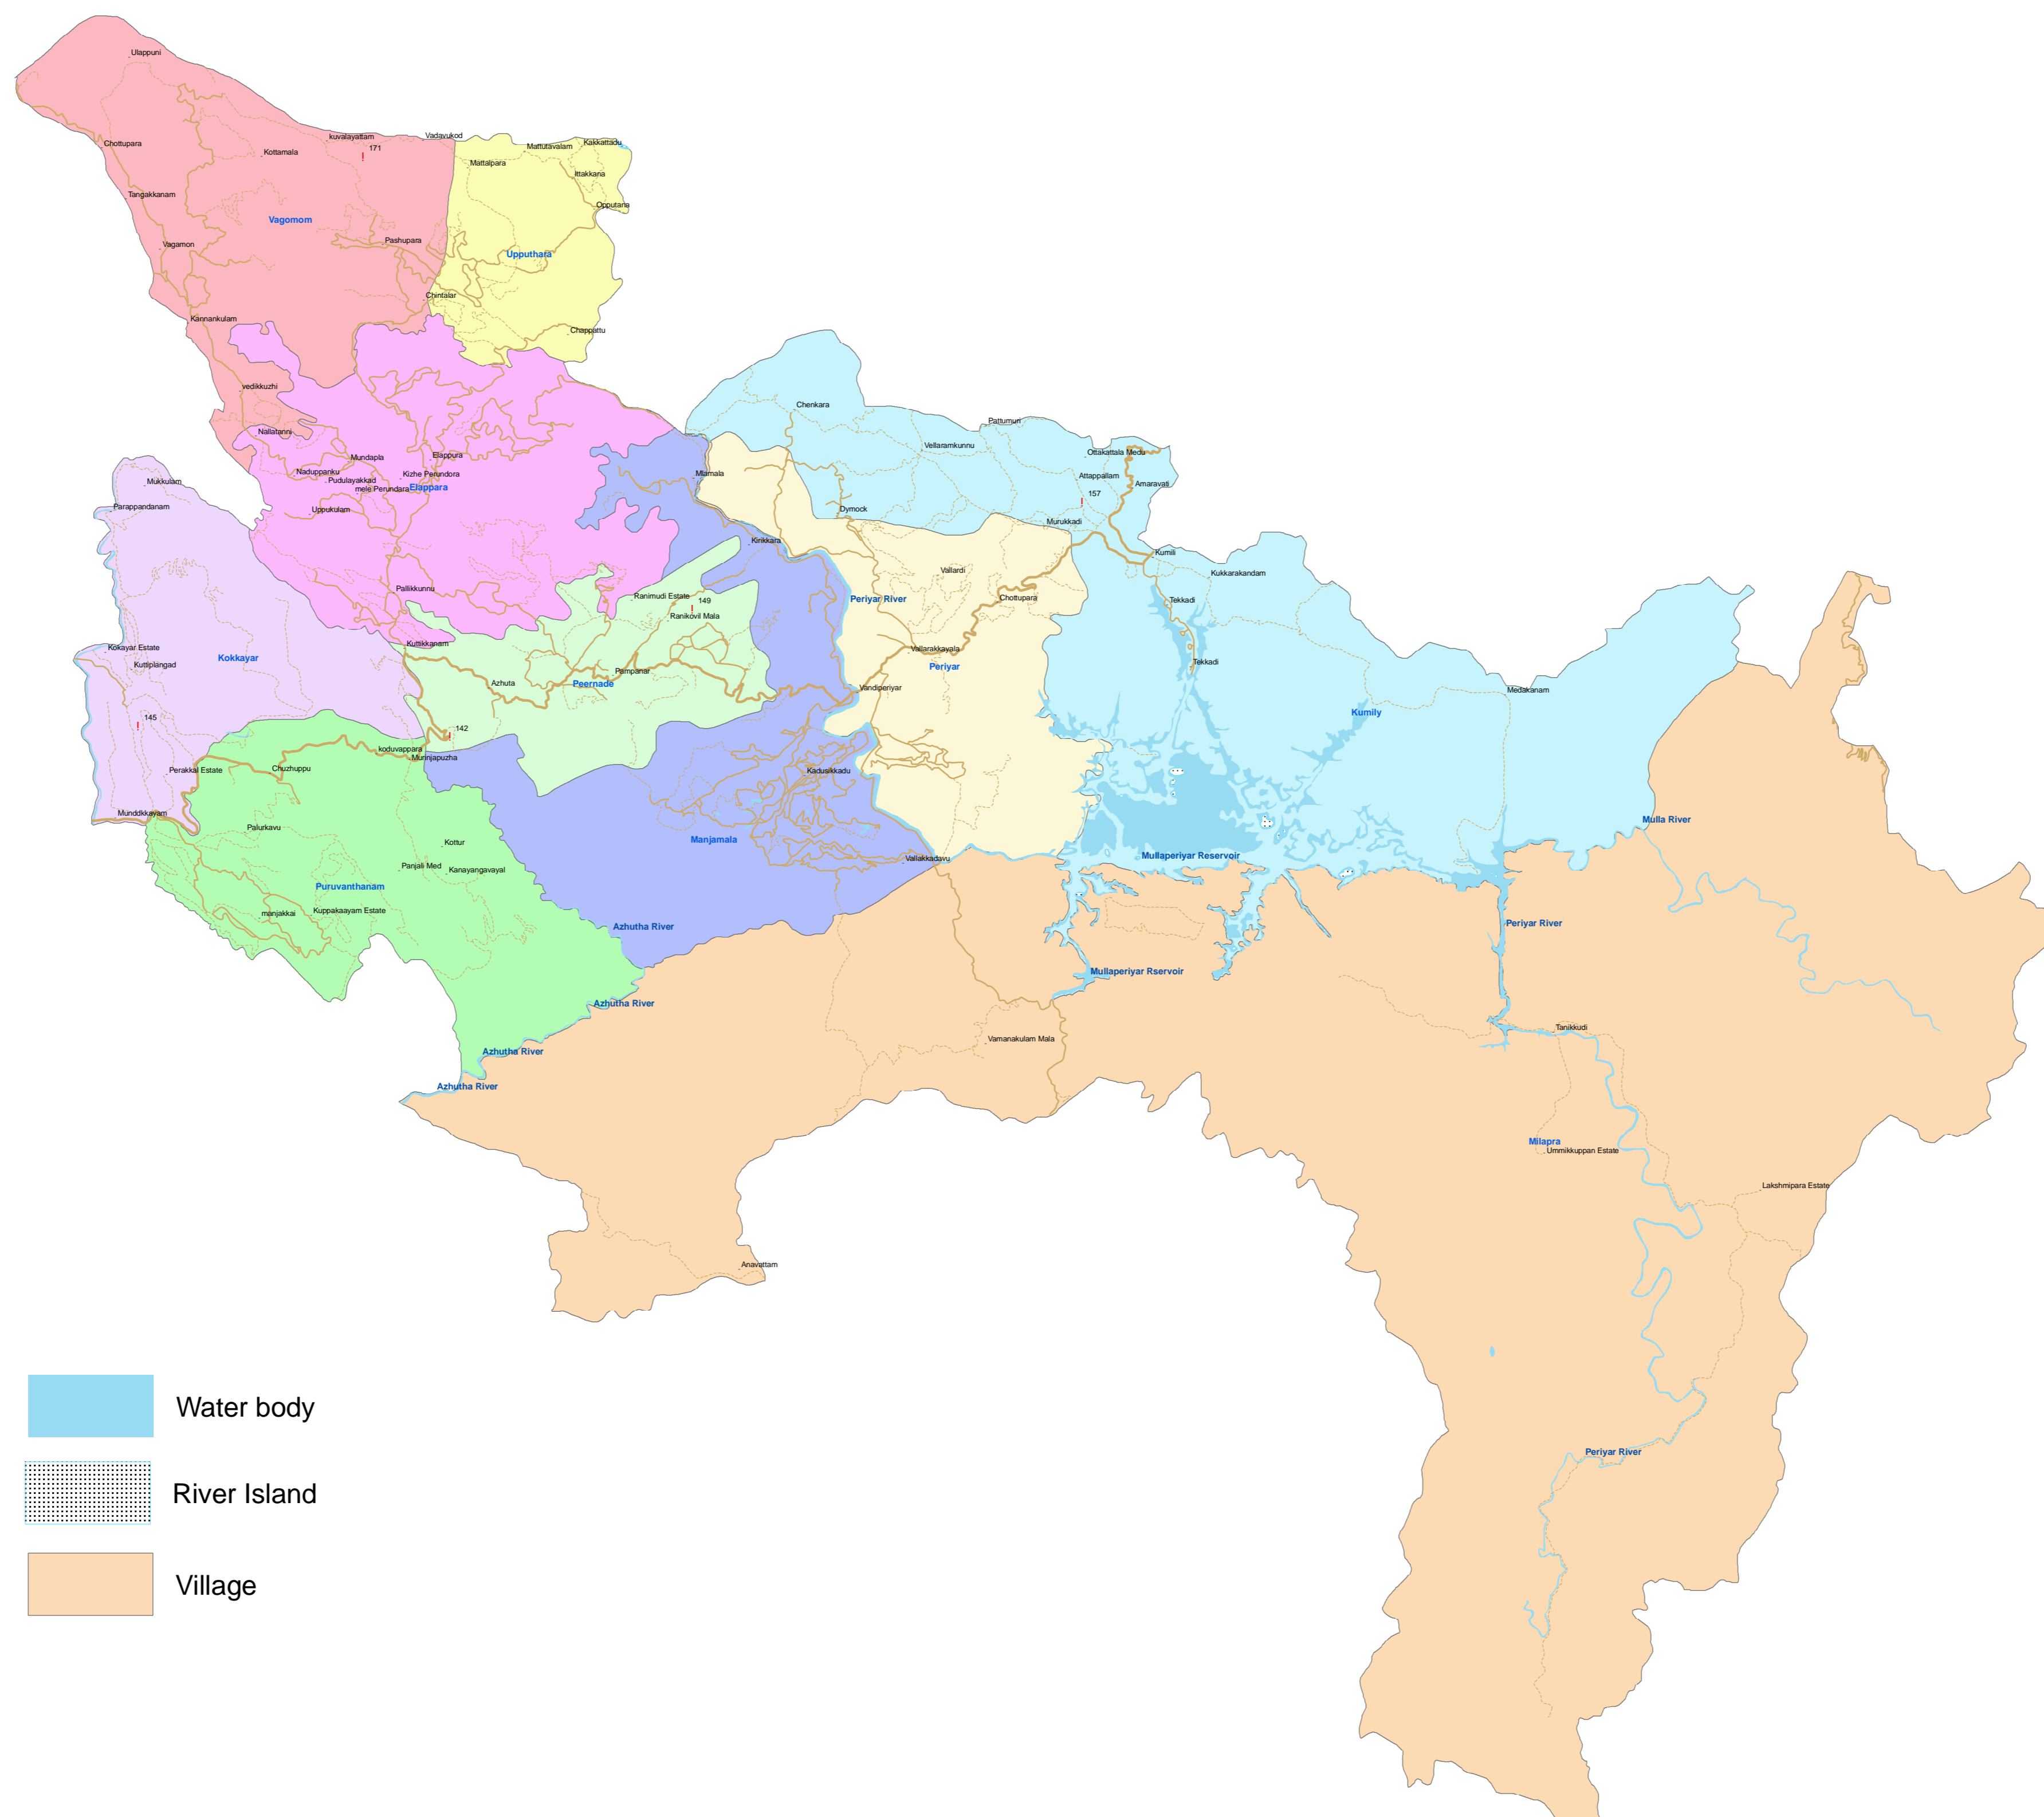 Ulappuni
kuvalayattam
Vadavukod
171
Chottupara
Kottamala
Mattutavalam
Kakkattadu
Mattalpara
Ittakkana
Tangakkanam
Opputana
Vagomom
Vagamon
Pashupara
Upputhara
Chintalar
Kannankulam
Chappattu
vedikkuzhi
Chenkara
Pattumun
Nallatanni
Vellaramkunnu
Mundapla
Elappura
Ottakattala Medu
Naduppanku
Kizhe Perundora
Mlamala
Attappallam
Mukkulam
Pudulayakkad
mele Perundara
Elappara
Amaravati
157
Parappandanam
Uppukulam
Dymock
Murukkadi
Kirikkara
Kumili
Vallardi
Kukkarakandam
Pallikkunnu
Ranimudi Estate
149
Periyar River
Chottupara
Tekkadi
Ranikovil Mala
Kuttikkanam
Kokayar Estate
Kokkayar
Vallarakkayala
Kuttiplangad
Pampanar
Periyar
Tekkadi
Azhuta
Peernade
Vandiperiyar
Medakanam
145
142
Kumily
koduvappara
Murinjapuzha
Perakkal Estate
Chuzhuppu
Kadusikkadu
Munddkkayam
Mulla River
Palurkavu
Kottur
Manjamala
Panjali Med
Kanayangavayal
Vallakkadavu
Mullaperiyar Reservoir
Puruvanthanam
manjakkai
Kuppakaayam Estate
Azhutha River
Periyar River
Mullaperiyar Rservoir
Azhutha River
Tanikkudi
Vamanakulam Mala
Azhutha River
Azhutha River
Milapra
Ummikkuppan Estate
Lakshmipara Estate
Anavattam
Water body
Periyar River
River Island
Village